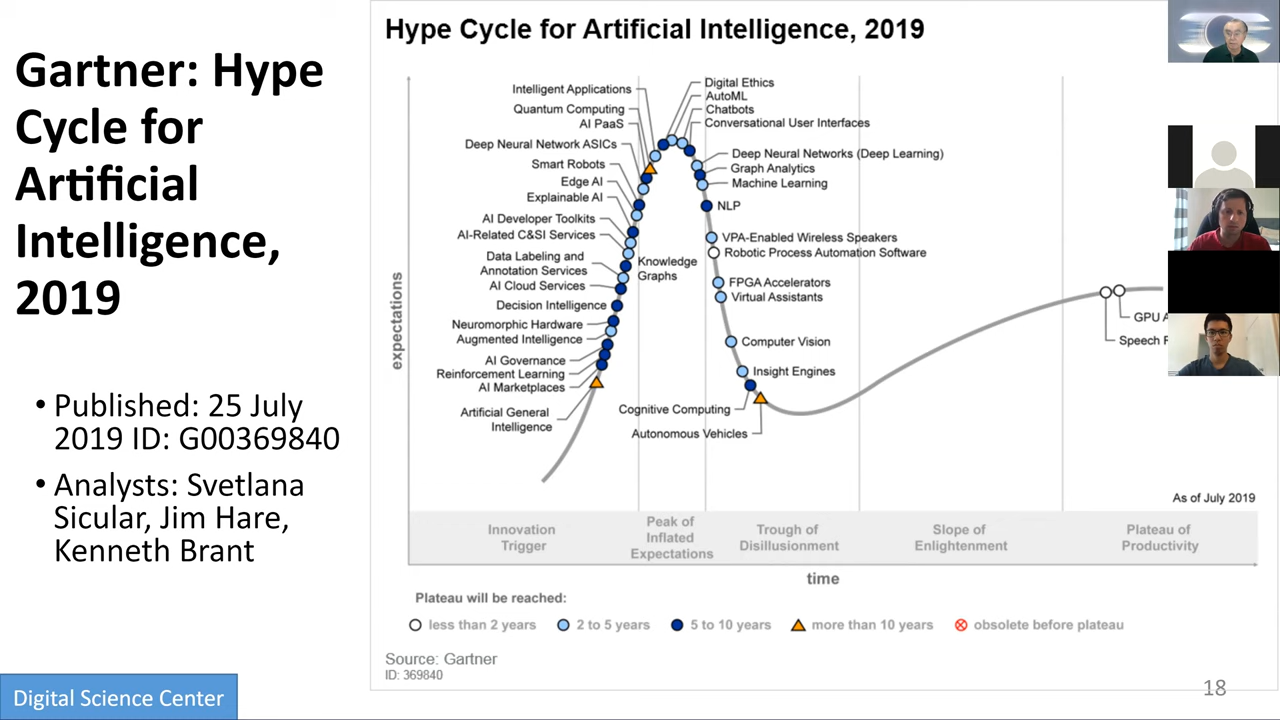 Gartner: Hype
Cycle for
Artificial
Intelligence,
2019
• Published: 25 July
2019 ID: G00369840
• Analysts: Svetlana
Sicular, Jim Hare,
Kenneth Brant
Digital Science Center
Hype Cycle for Artificial Intelligence, 2019
expectations
Intelligent Applications
Quantum Computing
AI PaaS
Deep Neural Network ASICs
Smart Robots
Edge AI
Explainable AI
AI Developer Toolkits
AI-Related C&SI Services
Data Labeling and
Annotation Services
AI Cloud Services
Decision Intelligence
Neuromorphic Hardware
Augmented Intelligence
AI Governance
Reinforcement Learning
AI Marketplaces
Artificial General
Intelligence
Knowledge
Graphs
Digital Ethics
AutoML
Chatbots
Conversational User Interfaces
Deep Neural Networks (Deep Learning)
Graph Analytics
Machine Learning
NLP
VPA-Enabled Wireless Speakers
Robotic Process Automation Software
FPGA Accelerators
Virtual Assistants
Computer Vision
Insight Engines
Cognitive Computing
Autonomous Vehicles
GPU A
Speech
As of July 2019
Innovation
Trigger
Peak of
Inflated
Expectations
Trough of
Disillusionment
Slope of
Enlightenment
Plateau of
Productivity
time
Plateau will be reached:
less than 2 years
2 to 5 years
5 to 10 years
more than 10 years
obsolete before plateau
Source: Gartner
ID: 369840
18